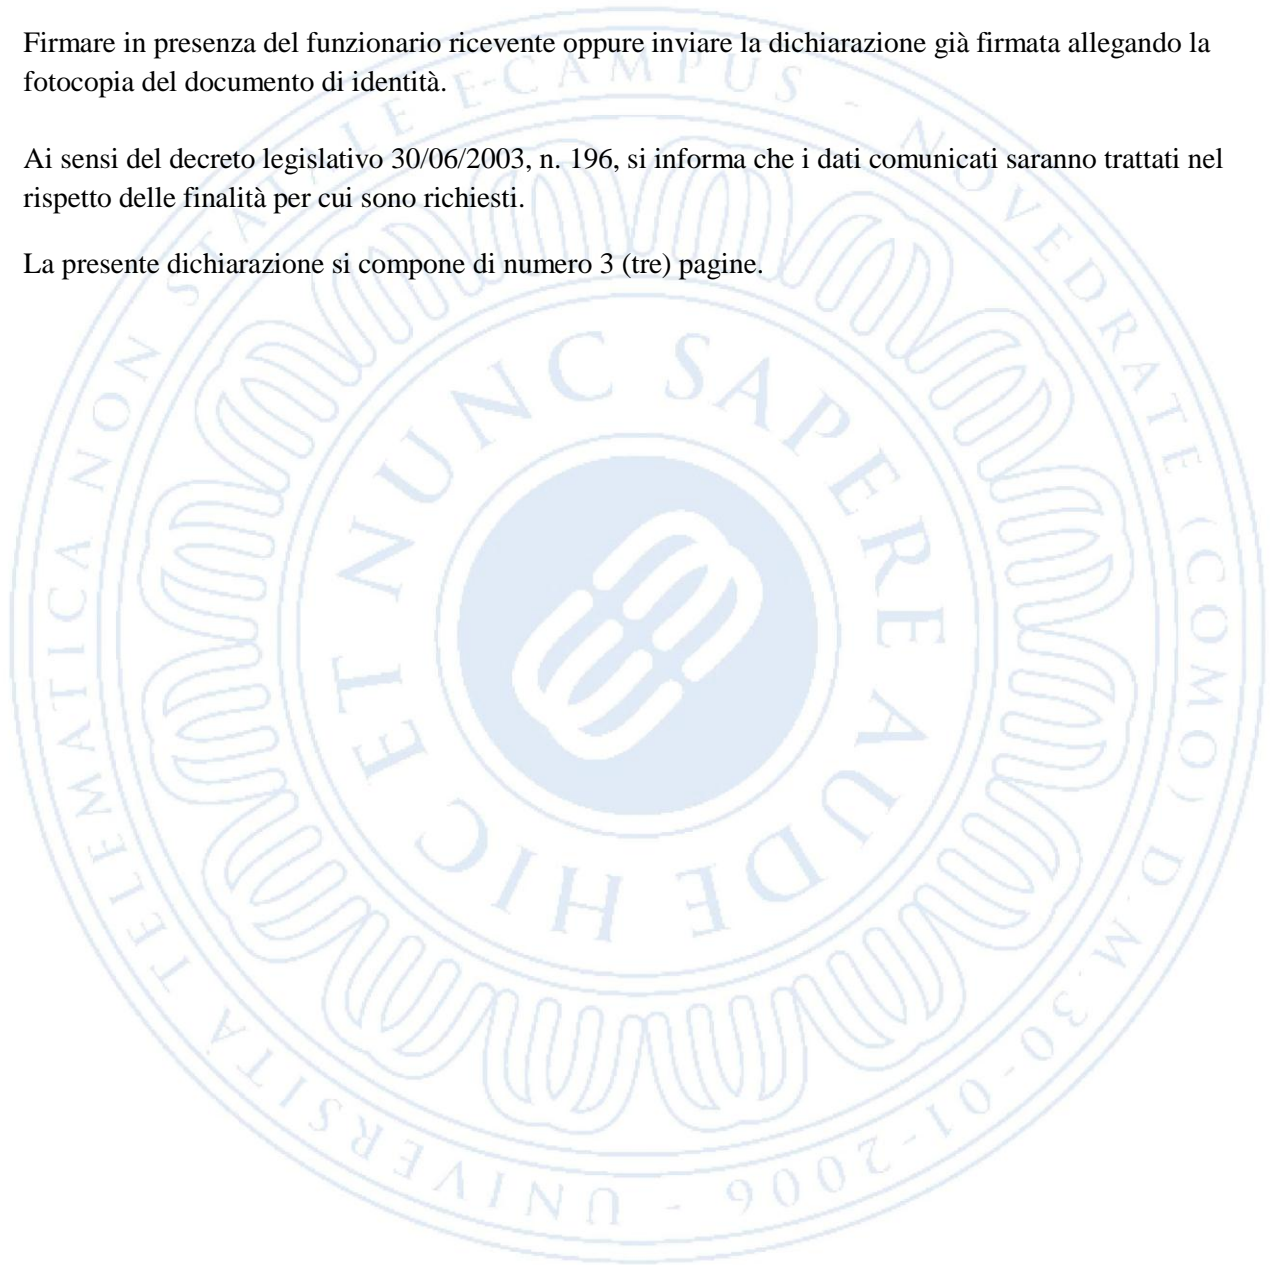 Firmare in presenza del funzionario ricevente oppure inviare la dichiarazione già firmata allegando la
fotocopia del documento di identità.
Ai sensi del decreto legislativo 30/06/2003, n. 196, si informa che i dati comunicati saranno trattati nel
rispetto delle finalità per cui sono richiesti.
La presente dichiarazione si compone di numero 3 (tre) pagine.
UNIVERSITÀ TELEMATICA NON STATALE E-CAMPUS - NOVEDRATE (COMO) D.M. 30-01-2006 -
HIC ET NUNC SAPERE AUDE